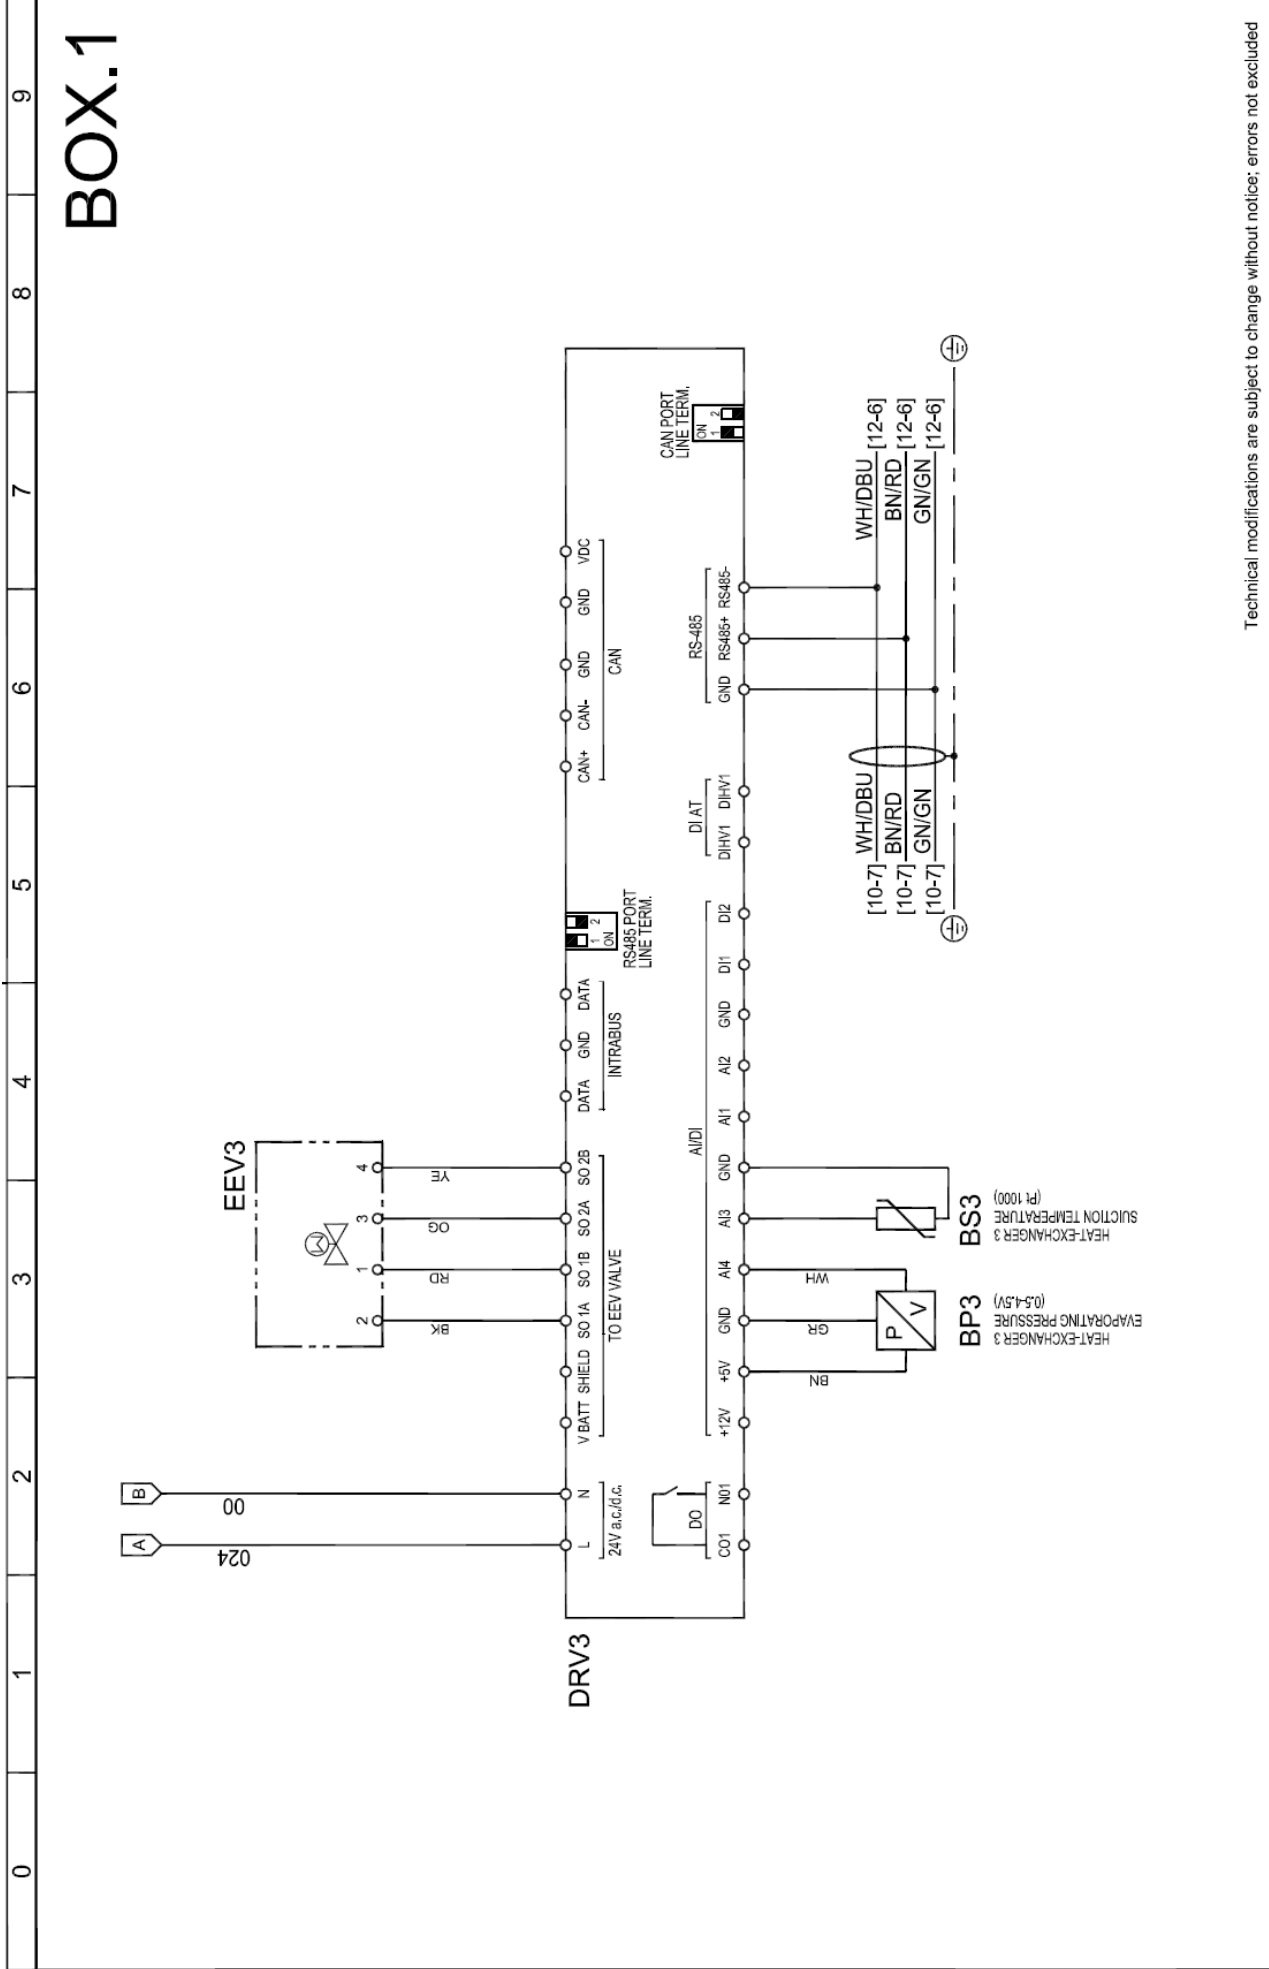 0 1 2 3 4 5 6 7 8 9
BOX.1
A
B
024
00
EEV3
M
2 1 3 4
BK
RD
OG
YE
DRV3
L N V BATT SHIELD SO 1A SO 1B SO 2A SO 2B DATA GND DATA CAN+ CAN- GND GND VDC
24V a.c./d.c.
TO EEV VALVE
INTRABUS
1 2
ON
RS485 PORT
LINE TERM.
CAN
CAN PORT
LINE TERM.
ON
1 2
DO
AI/DI
DI AT
RS-485
CO1 N01 +12V +5V GND AI4 AI3 GND AI1 AI2 GND DI1 DI2 DIHV1 DIHV1 GND RS485+ RS485-
BN
GR
WH
P
V
BP3
HEAT-EXCHANGER 3
EVAPORATING PRESSURE
(0.5-4.5V)
BS3
HEAT-EXCHANGER 3
SUICTION TEMPERATURE
(Pt 1000)
[10-7] WH/DBU WH/DBU [12-6]
[10-7] BN/RD BN/RD [12-6]
[10-7] GN/GN GN/GN [12-6]
Technical modifications are subject to change without notice; errors not excluded